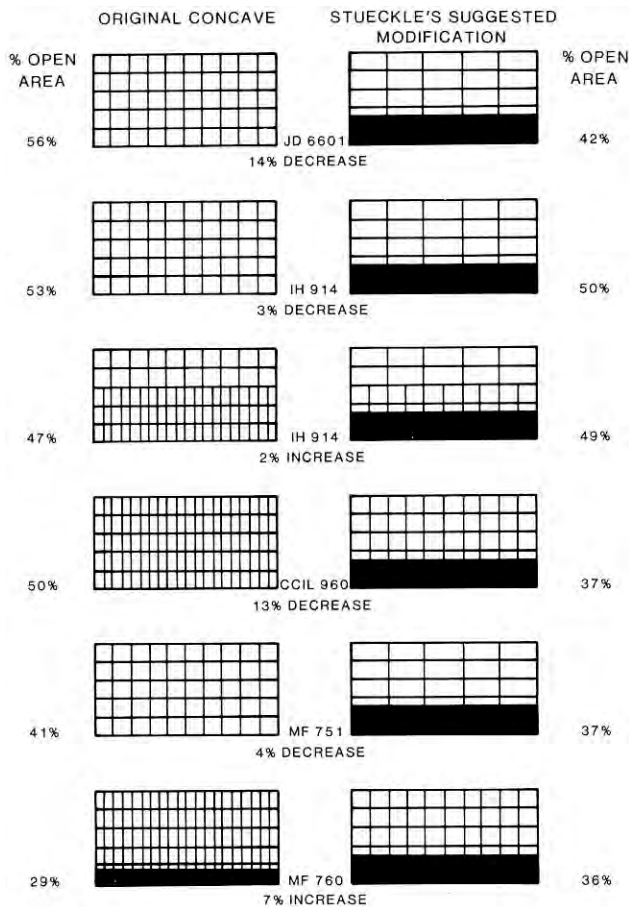 ORIGINAL CONCAVE
STUECKLE'S SUGGESTED
MODIFICATION
% OPEN
AREA
% OPEN
AREA
56%
JD 6601
42%
14% DECREASE
53%
IH 914
50%
3% DECREASE
47%
IH 914
49%
2% INCREASE
50%
CCIL 960
37%
13% DECREASE
41%
MF 751
37%
4% DECREASE
29%
MF 760
36%
7% INCREASE